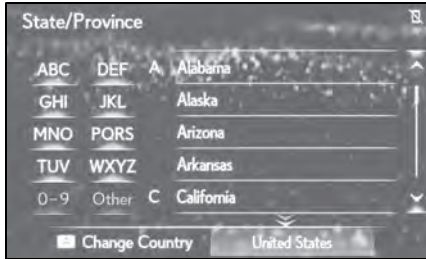 State/Province
ABC DEF A Alabama
GHI JKL Alaska
MNO PQRS Arizona
TUV WXYZ Arkansas
0-9 Other C California
Change Country United States